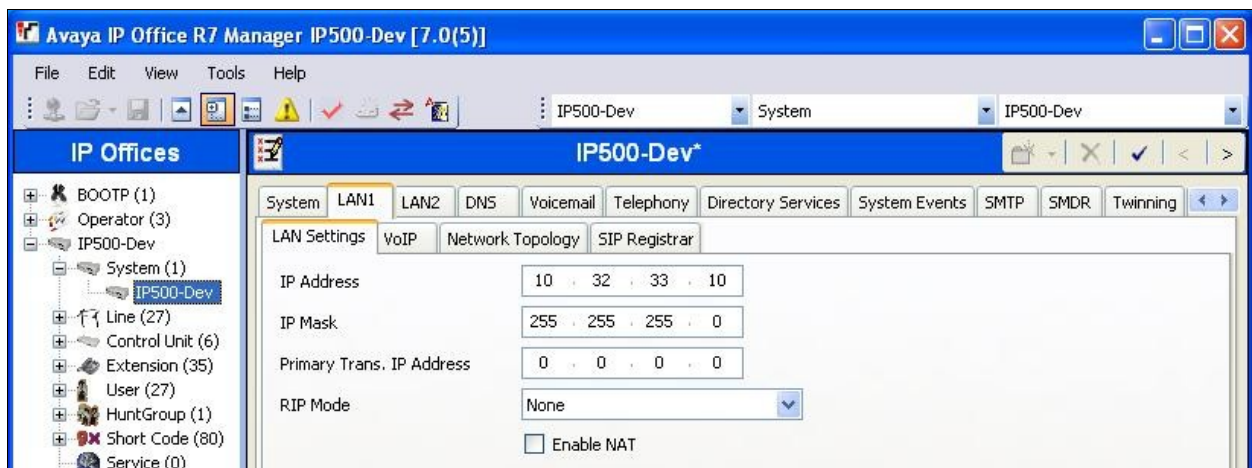 Avaya IP Office R7 Manager IP500-Dev [7.0(5)]
File Edit View Tools Help
IP500-Dev System IP500-Dev
IP Offices
IP500-Dev*
BOOTP (1)
Operator (3)
IP500-Dev
System (1)
IP500-Dev
Line (27)
Control Unit (6)
Extension (35)
User (27)
HuntGroup (1)
Short Code (80)
Service (0)
System LAN1 LAN2 DNS Voicemail Telephony Directory Services System Events SMTP SMDR Twinning
LAN Settings VoIP Network Topology SIP Registrar
IP Address 10 . 32 . 33 . 10
IP Mask 255 . 255 . 255 . 0
Primary Trans. IP Address 0 . 0 . 0 . 0
RIP Mode None
Enable NAT